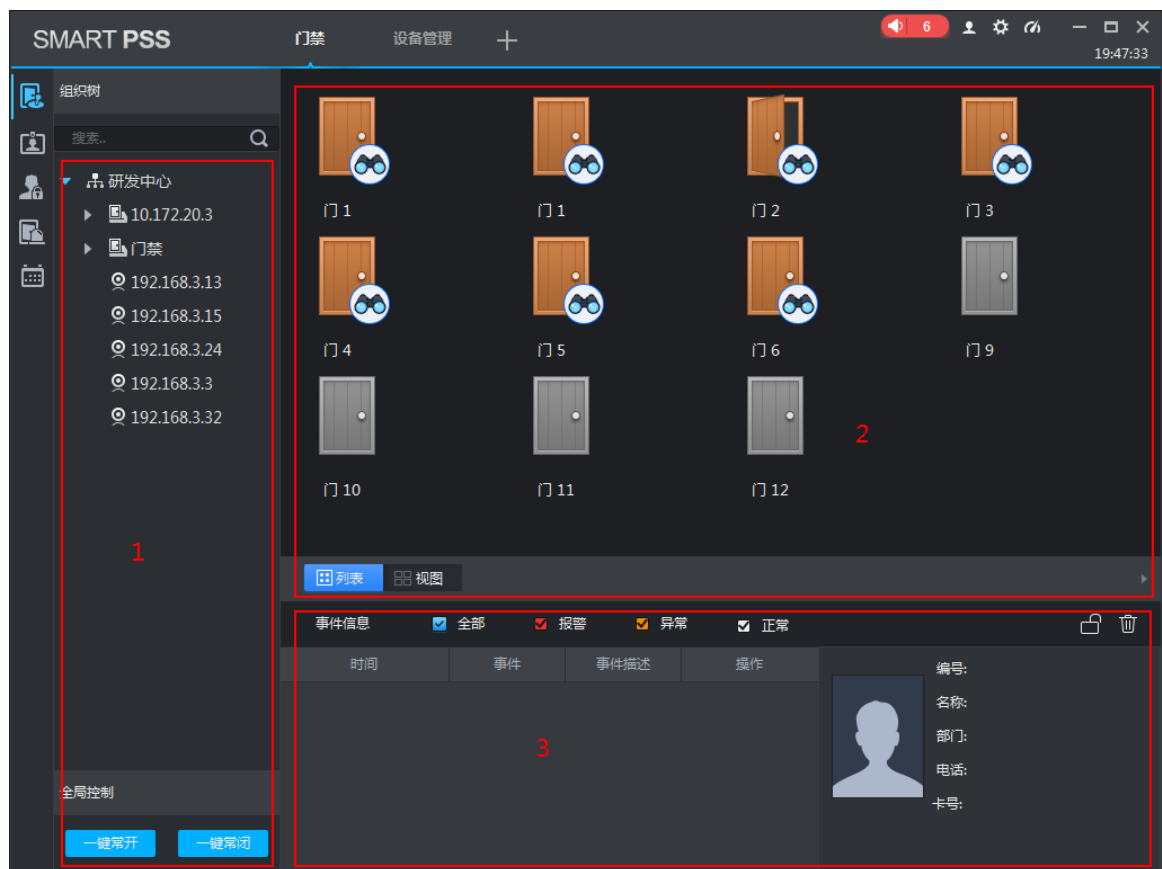 SMART PSS
门禁
设备管理
6
19:47:33
组织树
搜索..
研发中心
10.172.20.3
门禁
192.168.3.13
192.168.3.15
192.168.3.24
192.168.3.3
192.168.3.32
1
全局控制
一键常开 一键常闭
门 1 门 1 门 2 门 3
门 4 门 5 门 6 门 9
门 10 门 11 门 12
2
列表 视图
事件信息 全部 报警 异常 正常
时间 事件 事件描述 操作
3
编号:
名称:
部门:
电话:
卡号: